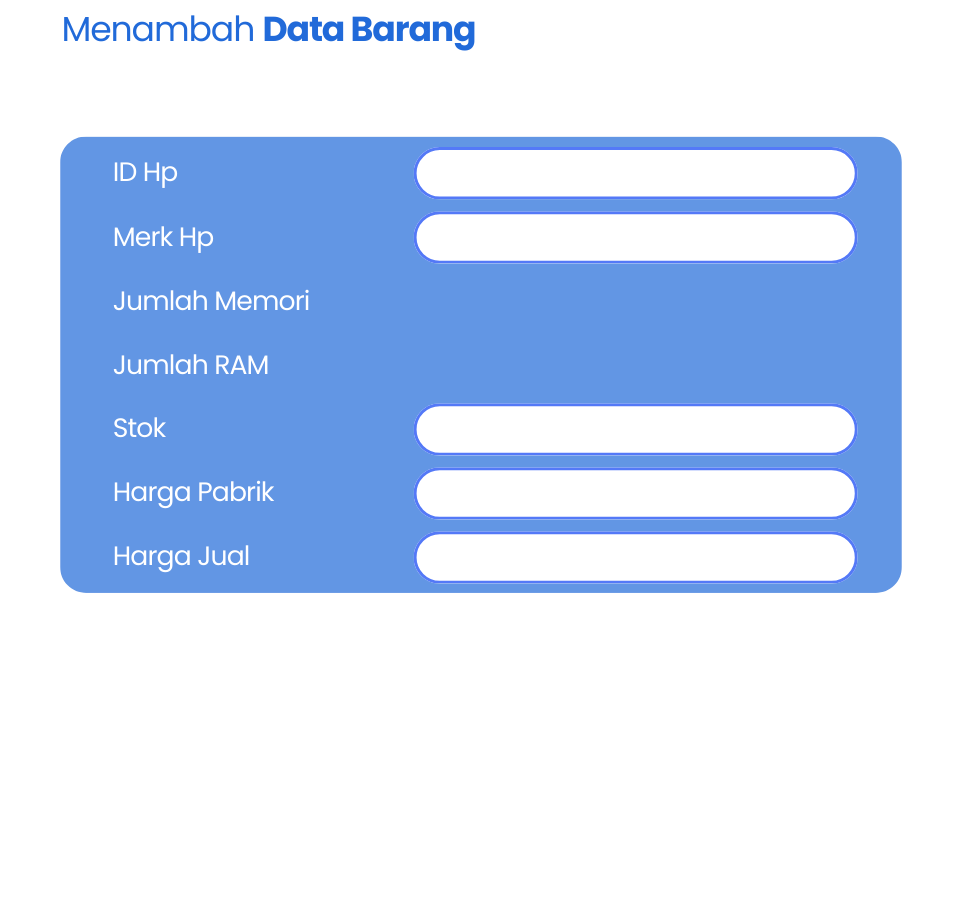 Menambah Data Barang
ID Hp
Merk Hp
Jumlah Memori
Jumlah RAM
Stok
Harga Pabrik
Harga Jual